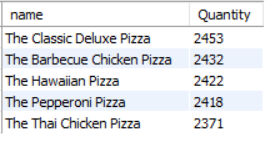 name Quantity
The Classic Deluxe Pizza 2453
The Barbecue Chicken Pizza 2432
The Hawaiian Pizza 2422
The Pepperoni Pizza 2418
The Thai Chicken Pizza 2371